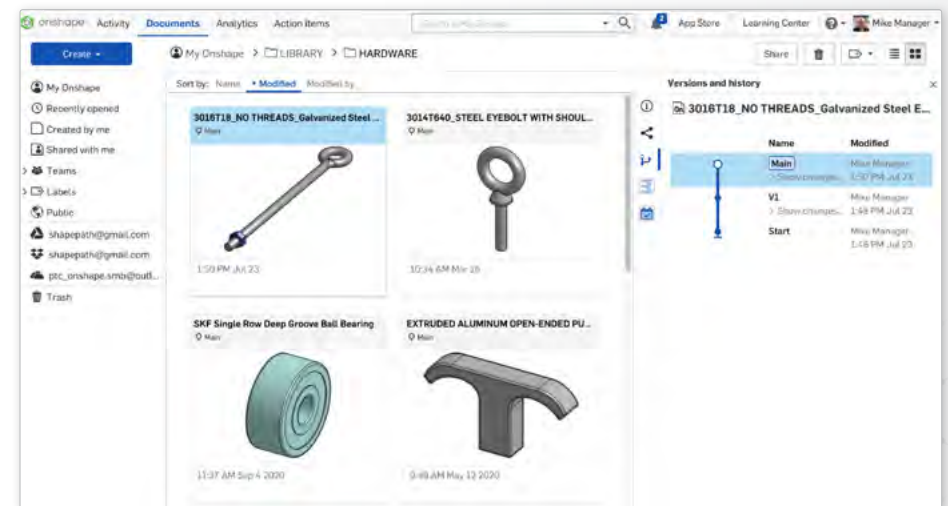 onshape Activity Documents Analytics Action items App Store Learning Center Mike Manager
2
Create
My Onshape > LIBRARY > HARDWARE
Share
My Onshape
Recently opened
Created by me
Shared with me
Teams
Labels
Public
shapepath@gmail.com
shapepath@gmail.com
ptc_onshape.smb@outl...
Trash
Sort by: Name Modified Modified by
3016T18_NO THREADS_Galvanized Steel ...
Main
1:50 PM Jul 23
3014T640_STEEL EYEBOLT WITH SHOUL...
Main
10:34 AM Mar
SKF Single Row Deep Groove Ball Bearing
Main
11:37 AM Sep 4 2020
EXTRUDED ALUMINUM OPEN-ENDED PU...
Main
AM May 12 2020
Versions and history
3016T18_NO THREADS_Galvanized Steel E...
Name Modified
Main Mike Manager
> Show changes... 1:50 PM Jul 23
V1 Mike Manager
> Show changes... 1:48 PM Jul 23
Start Mike Manager
1:48 PM Jul 23